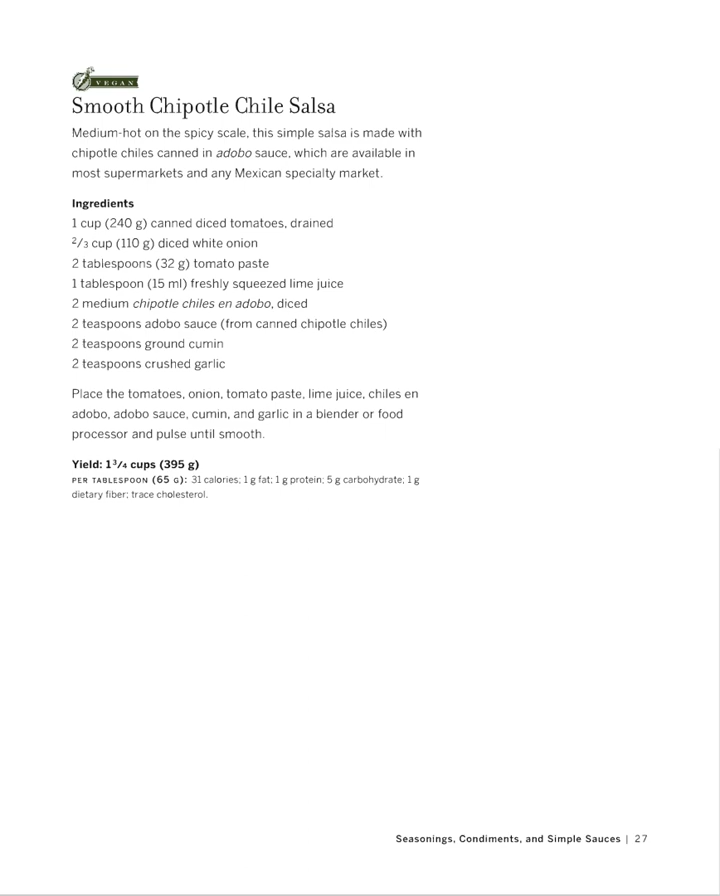 VEGAN
Smooth Chipotle Chile Salsa
Medium-hot on the spicy scale, this simple salsa is made with
chipotle chiles canned in adobo sauce, which are available in
most supermarkets and any Mexican specialty market.
Ingredients
1 cup (240 g) canned diced tomatoes, drained
2/3 cup (110 g) diced white onion
2 tablespoons (32 g) tomato paste
1 tablespoon (15 ml) freshly squeezed lime juice
2 medium chipotle chiles en adobo, diced
2 teaspoons adobo sauce (from canned chipotle chiles)
2 teaspoons ground cumin
2 teaspoons crushed garlic
Place the tomatoes, onion, tomato paste, lime juice, chiles en
adobo, adobo sauce, cumin, and garlic in a blender or food
processor and pulse until smooth.
Yield: 1 3/4 cups (395 g)
PER TABLESPOON (65 G): 31 calories; 1 g fat; 1 g protein; 5 g carbohydrate; 1 g
dietary fiber; trace cholesterol.
Seasonings, Condiments, and Simple Sauces | 27